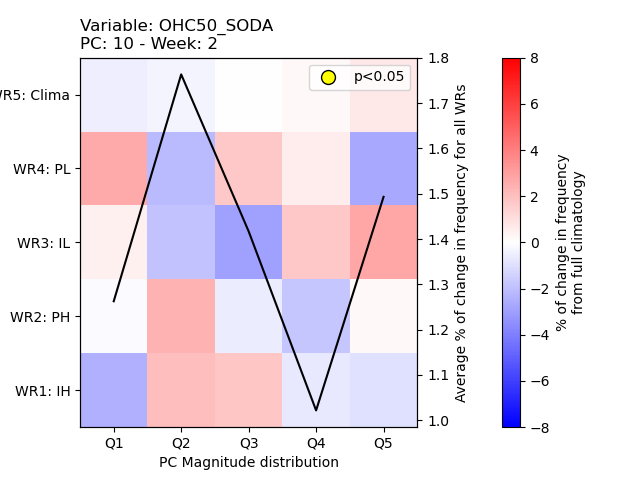 Variable: OHC50_SODA
PC: 10 - Week: 2
p<0.05
WR5: Clima
WR4: PL
WR3: IL
WR2: PH
WR1: IH
Q1
Q2
Q3
Q4
Q5
PC Magnitude distribution
1.8
1.7
1.6
1.5
1.4
1.3
1.2
1.1
1.0
Average % of change in frequency for all WRs
8
6
4
2
0
−2
−4
−6
−8
% of change in frequency
from full climatology